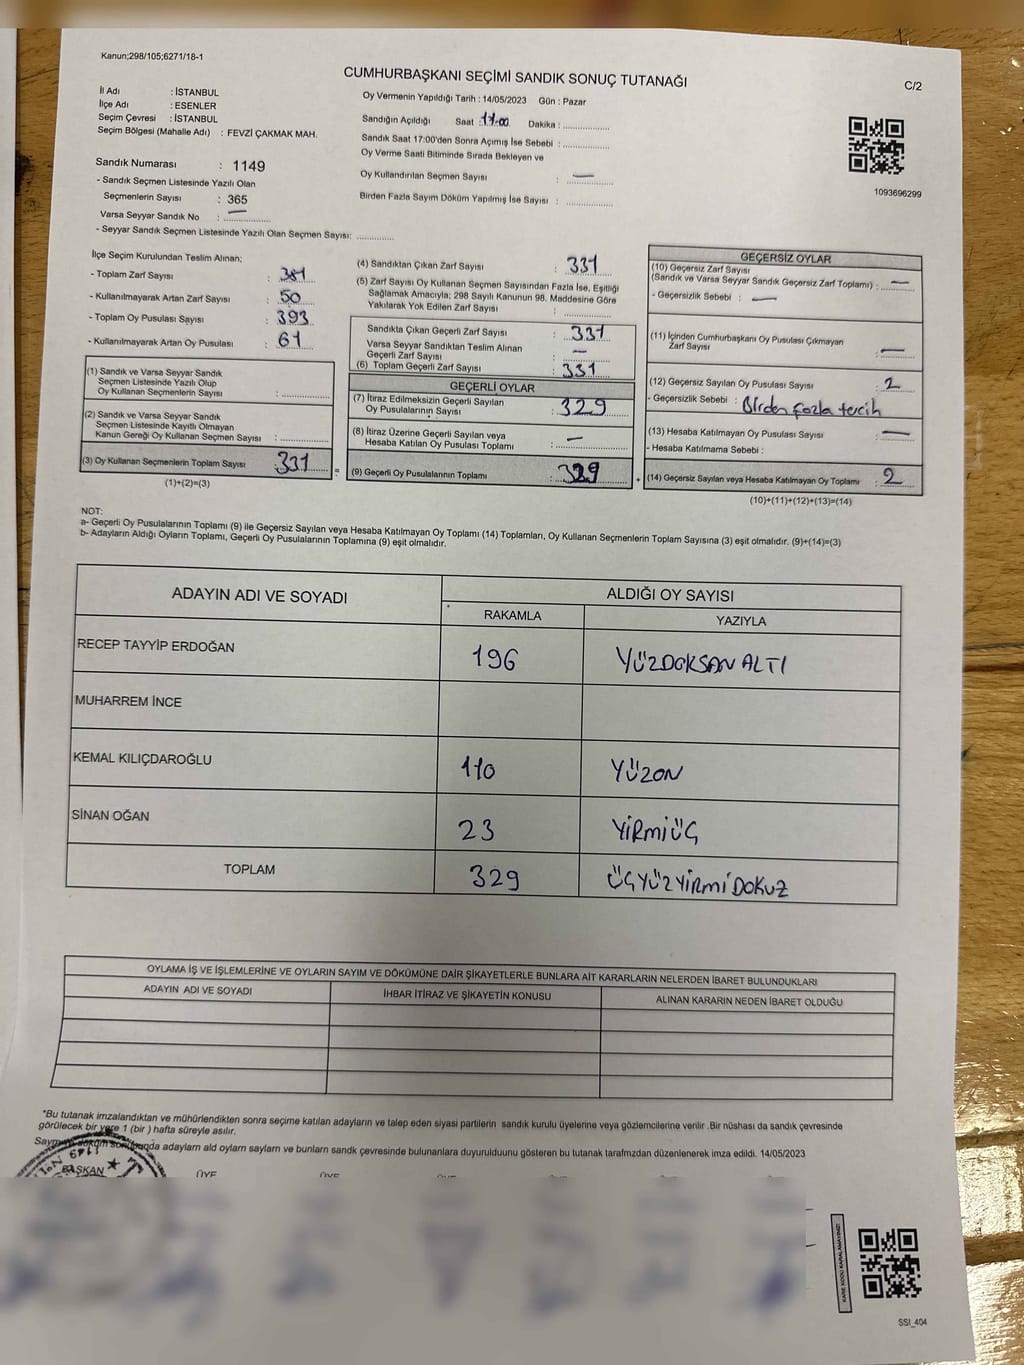 Kanun;298/105;6271/18-1
CUMHURBAŞKANI SEÇİMİ SANDIK SONUÇ TUTANAĞI
C/2
İl Adı : İSTANBUL
İlçe Adı : ESENLER
Seçim Çevresi : İSTANBUL
Seçim Bölgesi (Mahalle Adı) : FEVZİ ÇAKMAK MAH.
Sandık Numarası : 1149
- Sandık Seçmen Listesinde Yazılı Olan
Seçmenlerin Sayısı : 365
Varsa Seyyar Sandık No : —
- Seyyar Sandık Seçmen Listesinde Yazılı Olan Seçmen Sayısı: ..............
Oy Vermenin Yapıldığı Tarih : 14/05/2023 Gün : Pazar
Sandığın Açıldığı Saat : 17.00 Dakika : ..............
Sandık Saat 17:00'den Sonra Açımış İse Sebebi : ..............
Oy Verme Saati Bitiminde Sırada Bekleyen ve
Oy Kullandırılan Seçmen Sayısı : —
Birden Fazla Sayım Döküm Yapılmış İse Sayısı : ..............
1093696299
İlçe Seçim Kurulundan Teslim Alınan;
- Toplam Zarf Sayısı : 381
- Kullanılmayarak Artan Zarf Sayısı : 50
- Toplam Oy Pusulası Sayısı : 393
- Kullanılmayarak Artan Oy Pusulası : 61
(1) Sandık ve Varsa Seyyar Sandık
Seçmen Listesinde Yazılı Olup
Oy Kullanan Seçmenlerin Sayısı : ..............
(2) Sandık ve Varsa Seyyar Sandık
Seçmen Listesinde Kayıtlı Olmayan
Kanun Gereği Oy Kullanan Seçmen Sayısı : ..............
(3) Oy Kullanan Seçmenlerin Toplam Sayısı : 331 =
(1)+(2)=(3)
(4) Sandıktan Çıkan Zarf Sayısı : 331
(5) Zarf Sayısı Oy Kullanan Seçmen Sayısından Fazla İse, Eşitliği
Sağlamak Amacıyla; 298 Sayılı Kanunun 98. Maddesine Göre
Yakılarak Yok Edilen Zarf Sayısı : ..............
Sandıkta Çıkan Geçerli Zarf Sayısı : 331
Varsa Seyyar Sandıktan Teslim Alınan
Geçerli Zarf Sayısı : —
(6) Toplam Geçerli Zarf Sayısı : 331
GEÇERLİ OYLAR
(7) İtiraz Edilmeksizin Geçerli Sayılan
Oy Pusulalarının Sayısı : 329
(8) İtiraz Üzerine Geçerli Sayılan veya
Hesaba Katılan Oy Pusulası Toplamı : —
(9) Geçerli Oy Pusulalarının Toplamı : 329 +
GEÇERSİZ OYLAR
(10) Geçersiz Zarf Sayısı
(Sandık ve Varsa Seyyar Sandık Geçersiz Zarf Toplamı) : —
- Geçersizlik Sebebi : —
(11) İçinden Cumhurbaşkanı Oy Pusulası Çıkmayan
Zarf Sayısı : —
(12) Geçersiz Sayılan Oy Pusulası Sayısı : 2
- Geçersizlik Sebebi : Birden fazla tercih
(13) Hesaba Katılmayan Oy Pusulası Sayısı : —
- Hesaba Katılmama Sebebi :
(14) Geçersiz Sayılan veya Hesaba Katılmayan Oy Toplamı : 2
(10)+(11)+(12)+(13)=(14)
NOT:
a- Geçerli Oy Pusulalarının Toplamı (9) ile Geçersiz Sayılan veya Hesaba Katılmayan Oy Toplamı (14) Toplamları, Oy Kullanan Seçmenlerin Toplam Sayısına (3) eşit olmalıdır. (9)+(14)=(3)
b- Adayların Aldığı Oyların Toplamı, Geçerli Oy Pusulalarının Toplamına (9) eşit olmalıdır.
ADAYIN ADI VE SOYADI
ALDIĞI OY SAYISI
RAKAMLA
YAZIYLA
RECEP TAYYİP ERDOĞAN 196 YÜZDOKSAN ALTI
MUHARREM İNCE
KEMAL KILIÇDAROĞLU 110 YÜZON
SİNAN OĞAN 23 YİRMİÜÇ
TOPLAM 329 ÜÇYÜZYİRMİDOKUZ
OYLAMA İŞ VE İŞLEMLERİNE VE OYLARIN SAYIM VE DÖKÜMÜNE DAİR ŞİKAYETLERLE BUNLARA AİT KARARLARIN NELERDEN İBARET BULUNDUKLARI
ADAYIN ADI VE SOYADI
İHBAR İTİRAZ VE ŞİKAYETİN KONUSU
ALINAN KARARIN NEDEN İBARET OLDUĞU
*Bu tutanak imzalandıktan ve mühürlendikten sonra seçime katılan adayların ve talep eden siyasi partilerin sandık kurulu üyelerine veya gözlemcilerine verilir .Bir nüshası da sandık çevresinde
görülecek bir yere 1 (bir ) hafta süreyle asılır.
adayların ald oyların sayların ve bunların sandk çevresinde bulunanlara duyurulduunu gösteren bu tutanak tarafmzdan düzenlenerek imza edildi. 14/05/2023
BAŞKAN
ÜYE
ÜYE
1149
SSİ_404